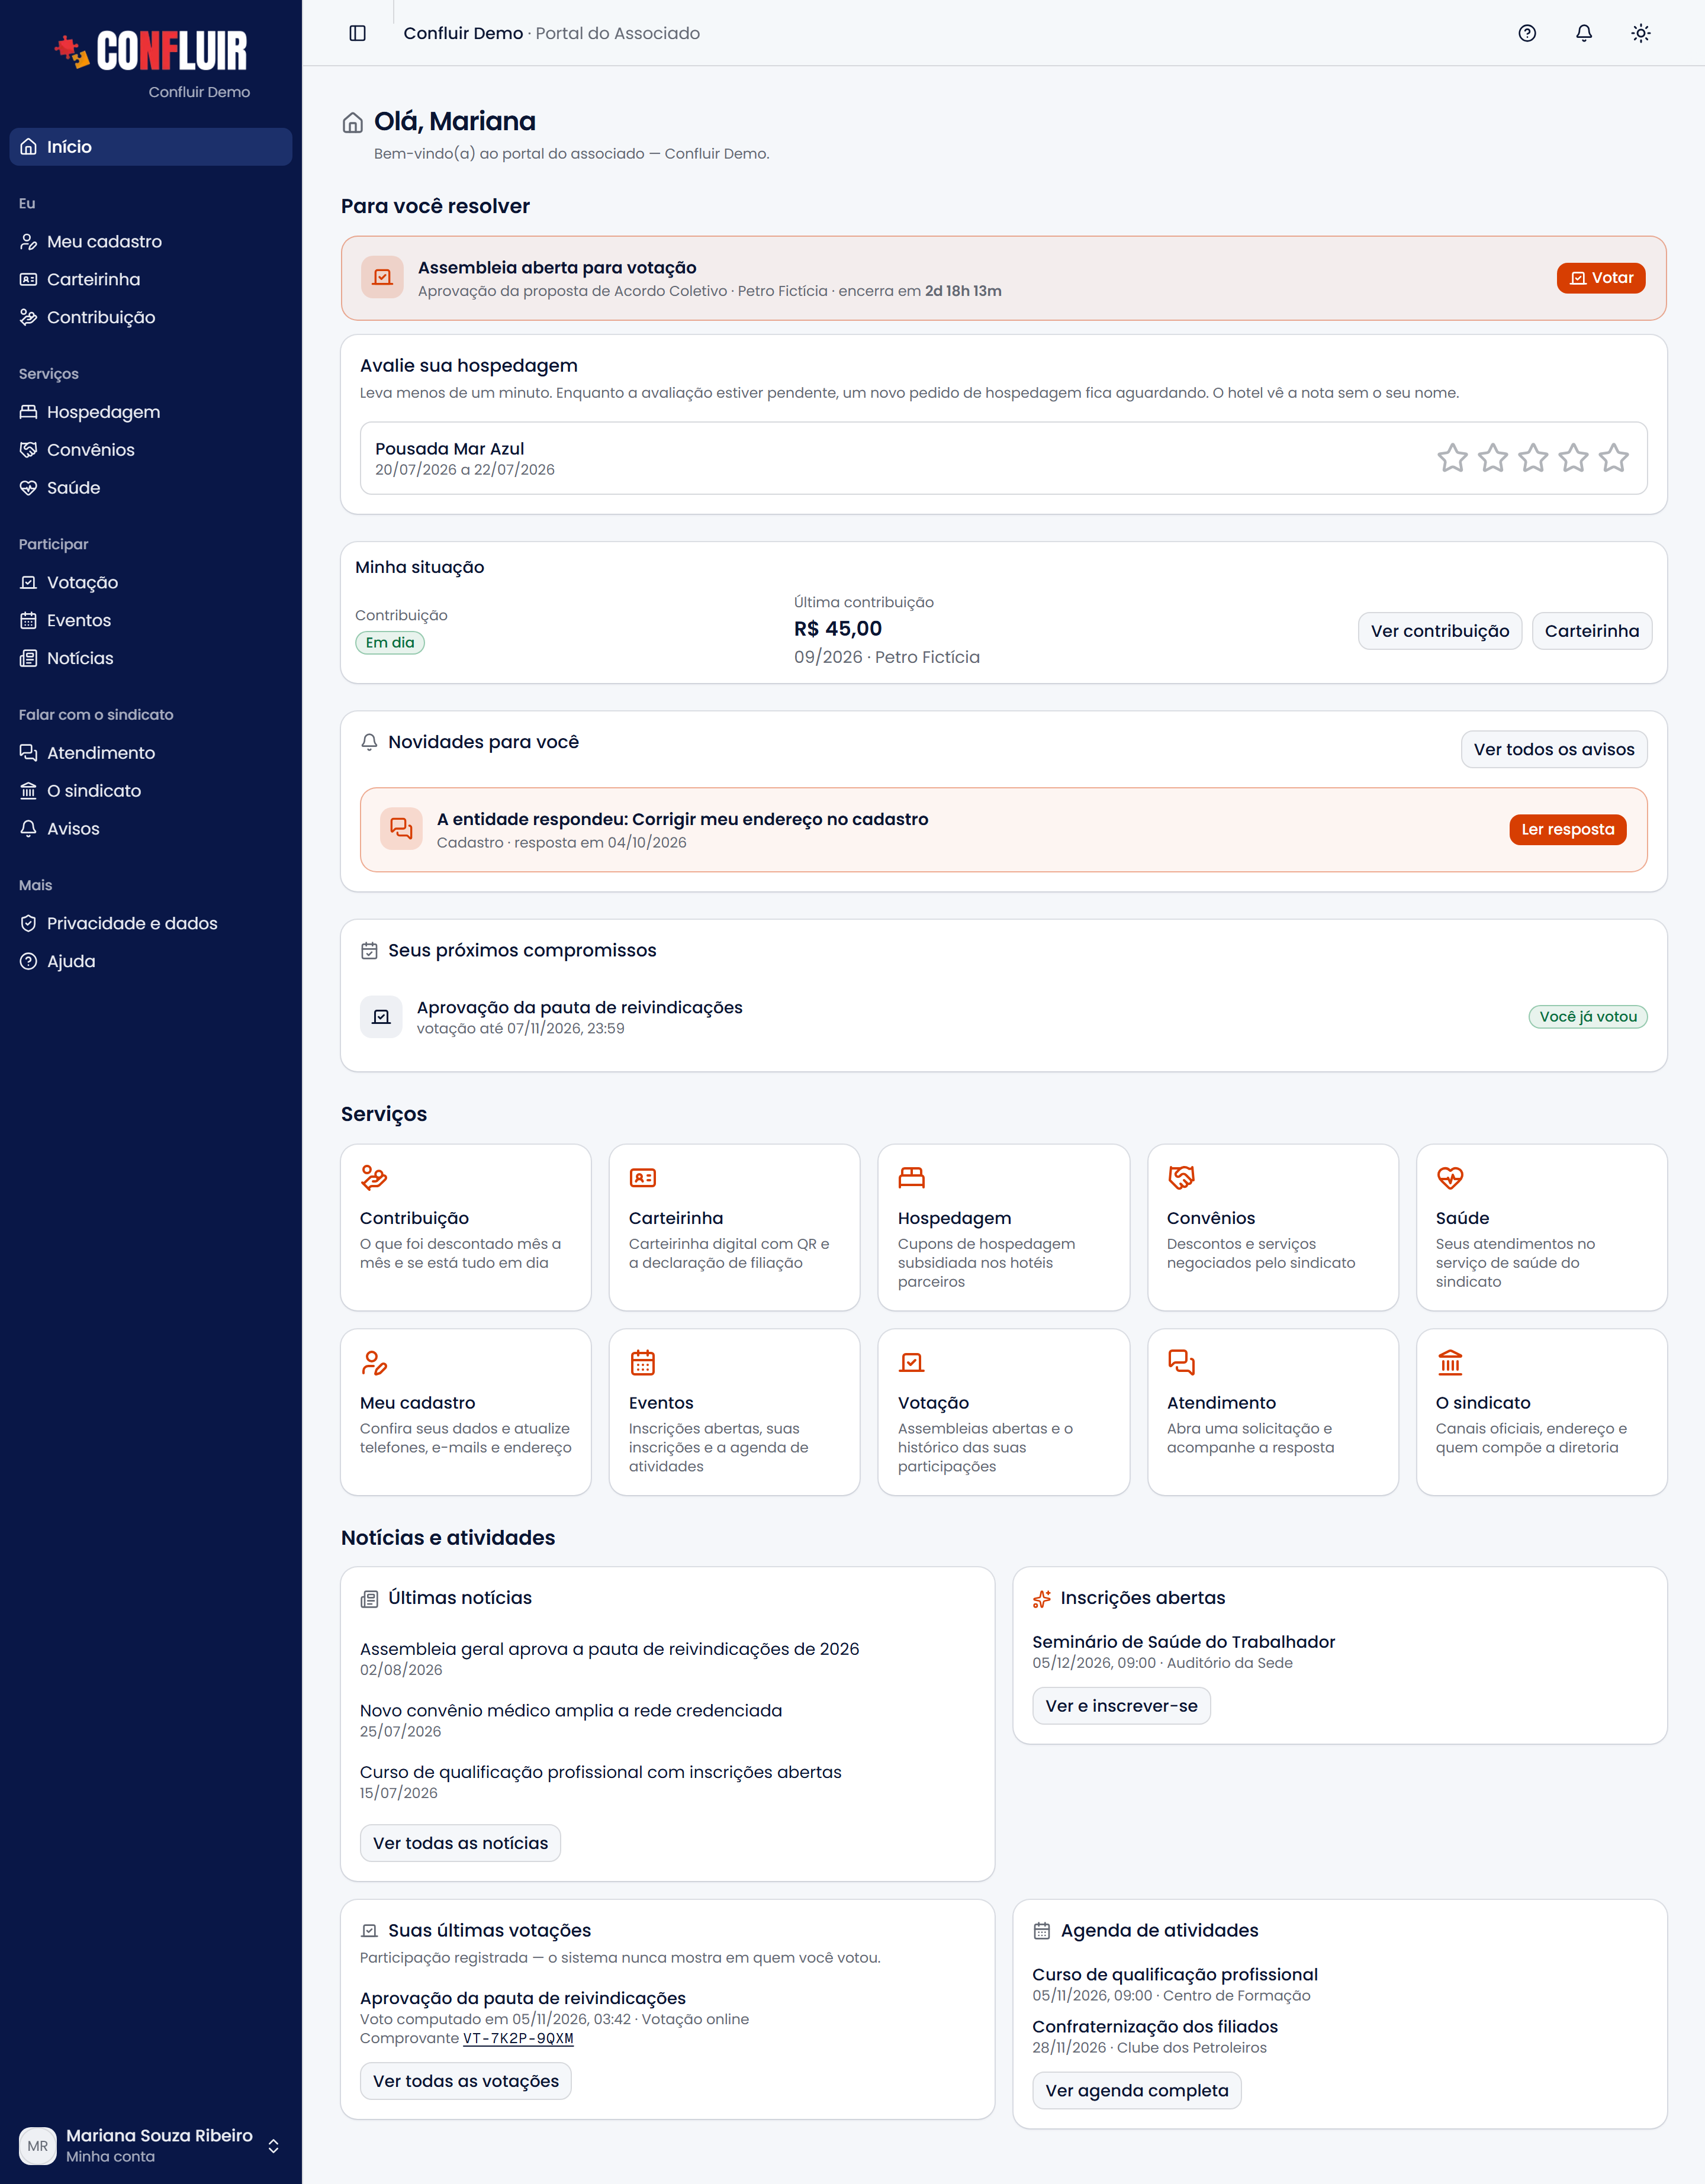 CONFLUIR
Confluir Demo
Início
Eu
Meu cadastro
Carteirinha
Contribuição
Serviços
Hospedagem
Convênios
Saúde
Participar
Votação
Eventos
Notícias
Falar com o sindicato
Atendimento
O sindicato
Avisos
Mais
Privacidade e dados
Ajuda
MR
Mariana Souza Ribeiro
Minha conta
Confluir Demo · Portal do Associado
Olá, Mariana
Bem-vindo(a) ao portal do associado — Confluir Demo.
Para você resolver
Assembleia aberta para votação
Aprovação da proposta de Acordo Coletivo · Petro Fictícia · encerra em 2d 18h 13m
Votar
Avalie sua hospedagem
Leva menos de um minuto. Enquanto a avaliação estiver pendente, um novo pedido de hospedagem fica aguardando. O hotel vê a nota sem o seu nome.
Pousada Mar Azul
20/07/2026 a 22/07/2026
Minha situação
Contribuição
Em dia
Última contribuição
R$ 45,00
09/2026 · Petro Fictícia
Ver contribuição
Carteirinha
Novidades para você
Ver todos os avisos
A entidade respondeu: Corrigir meu endereço no cadastro
Cadastro · resposta em 04/10/2026
Ler resposta
Seus próximos compromissos
Aprovação da pauta de reivindicações
votação até 07/11/2026, 23:59
Você já votou
Serviços
Contribuição
O que foi descontado mês a
mês e se está tudo em dia
Carteirinha
Carteirinha digital com QR e
a declaração de filiação
Hospedagem
Cupons de hospedagem
subsidiada nos hotéis
parceiros
Convênios
Descontos e serviços
negociados pelo sindicato
Saúde
Seus atendimentos no
serviço de saúde do
sindicato
Meu cadastro
Confira seus dados e atualize
telefones, e-mails e endereço
Eventos
Inscrições abertas, suas
inscrições e a agenda de
atividades
Votação
Assembleias abertas e o
histórico das suas
participações
Atendimento
Abra uma solicitação e
acompanhe a resposta
O sindicato
Canais oficiais, endereço e
quem compõe a diretoria
Notícias e atividades
Últimas notícias
Assembleia geral aprova a pauta de reivindicações de 2026
02/08/2026
Novo convênio médico amplia a rede credenciada
25/07/2026
Curso de qualificação profissional com inscrições abertas
15/07/2026
Ver todas as notícias
Inscrições abertas
Seminário de Saúde do Trabalhador
05/12/2026, 09:00 · Auditório da Sede
Ver e inscrever-se
Suas últimas votações
Participação registrada — o sistema nunca mostra em quem você votou.
Aprovação da pauta de reivindicações
Voto computado em 05/11/2026, 03:42 · Votação online
Comprovante VT-7K2P-9QXM
Ver todas as votações
Agenda de atividades
Curso de qualificação profissional
05/11/2026, 09:00 · Centro de Formação
Confraternização dos filiados
28/11/2026 · Clube dos Petroleiros
Ver agenda completa